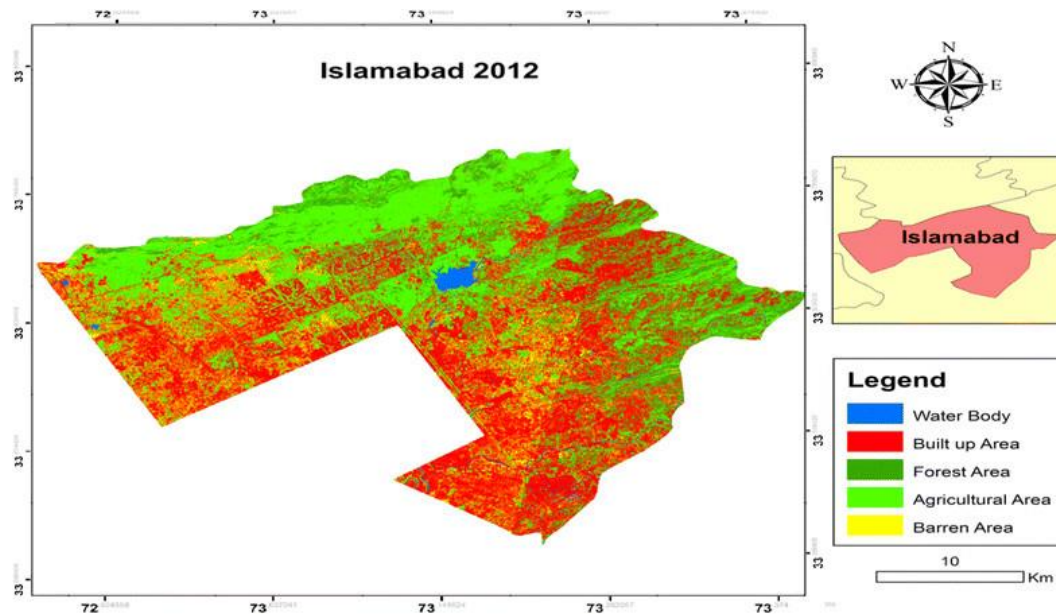 72 73 73 73 73
Islamabad 2012
N
W E
S
33 33
33 33
33 33
33 33
33 33
Islamabad
Legend
Water Body
Built up Area
Forest Area
Agricultural Area
Barren Area
10
Km
72 73 73 73 73